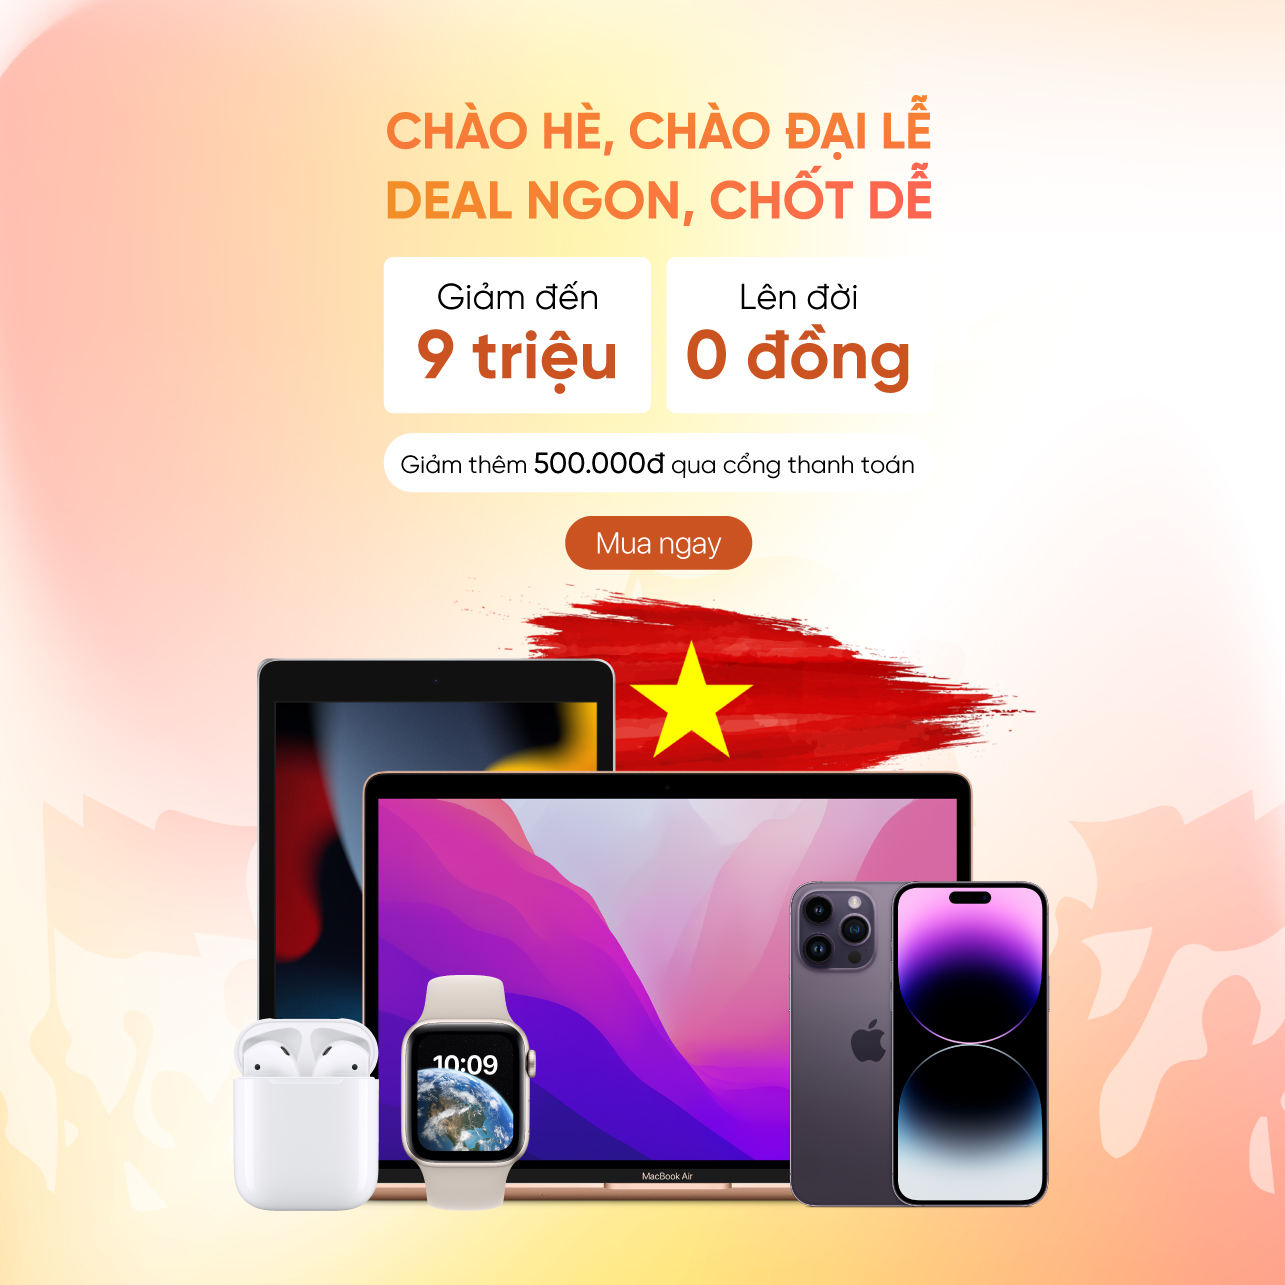 CHÀO HÈ, CHÀO ĐẠI LỄ
DEAL NGON, CHỐT DỄ
Giảm đến
9 triệu
Lên đời
0 đồng
Giảm thêm 500.000đ qua cổng thanh toán
Mua ngay
10:09
MacBook Air